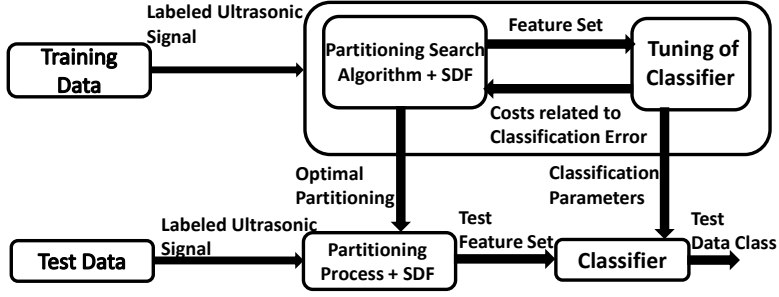 Labeled Ultrasonic
Signal
Training
Data
Partitioning Search
Algorithm + SDF
Feature Set
Tuning of
Classifier
Costs related to
Classification Error
Optimal
Partitioning
Classification
Parameters
Labeled Ultrasonic
Signal
Test Data
Partitioning
Process + SDF
Test
Feature Set
Classifier
Test
Data Class